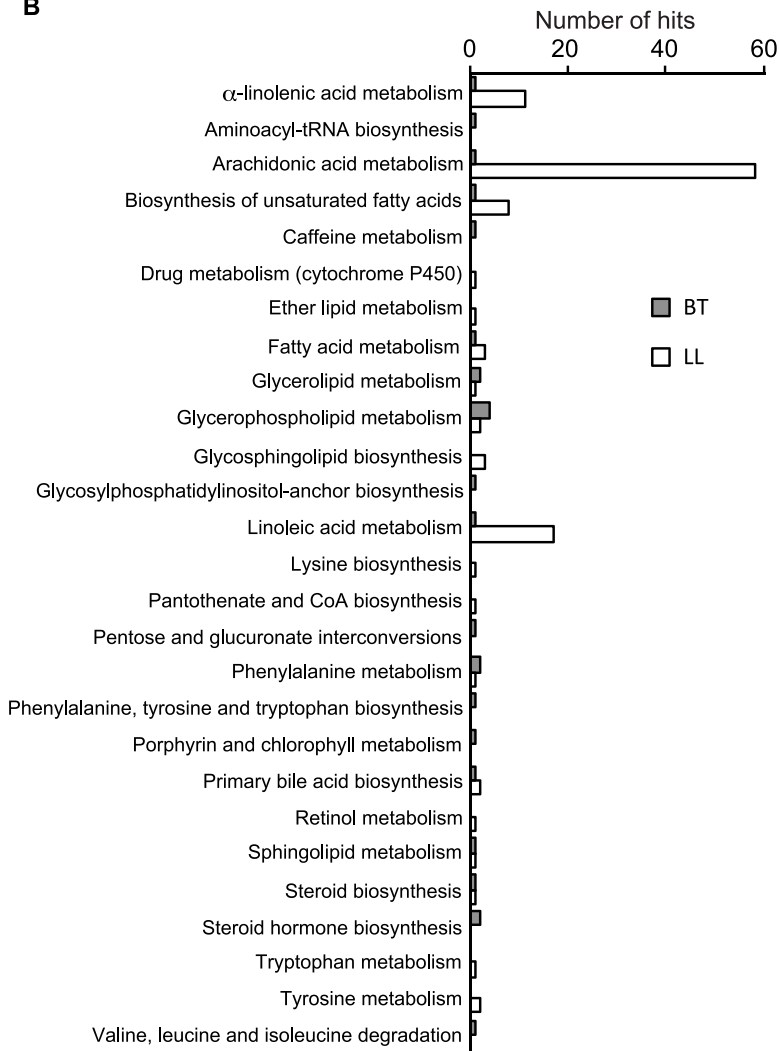 B
Number of hits
0 20 40 60
α-linolenic acid metabolism
Aminoacyl-tRNA biosynthesis
Arachidonic acid metabolism
Biosynthesis of unsaturated fatty acids
Caffeine metabolism
Drug metabolism (cytochrome P450)
Ether lipid metabolism
BT
Fatty acid metabolism
LL
Glycerolipid metabolism
Glycerophospholipid metabolism
Glycosphingolipid biosynthesis
Glycosylphosphatidylinositol-anchor biosynthesis
Linoleic acid metabolism
Lysine biosynthesis
Pantothenate and CoA biosynthesis
Pentose and glucuronate interconversions
Phenylalanine metabolism
Phenylalanine, tyrosine and tryptophan biosynthesis
Porphyrin and chlorophyll metabolism
Primary bile acid biosynthesis
Retinol metabolism
Sphingolipid metabolism
Steroid biosynthesis
Steroid hormone biosynthesis
Tryptophan metabolism
Tyrosine metabolism
Valine, leucine and isoleucine degradation